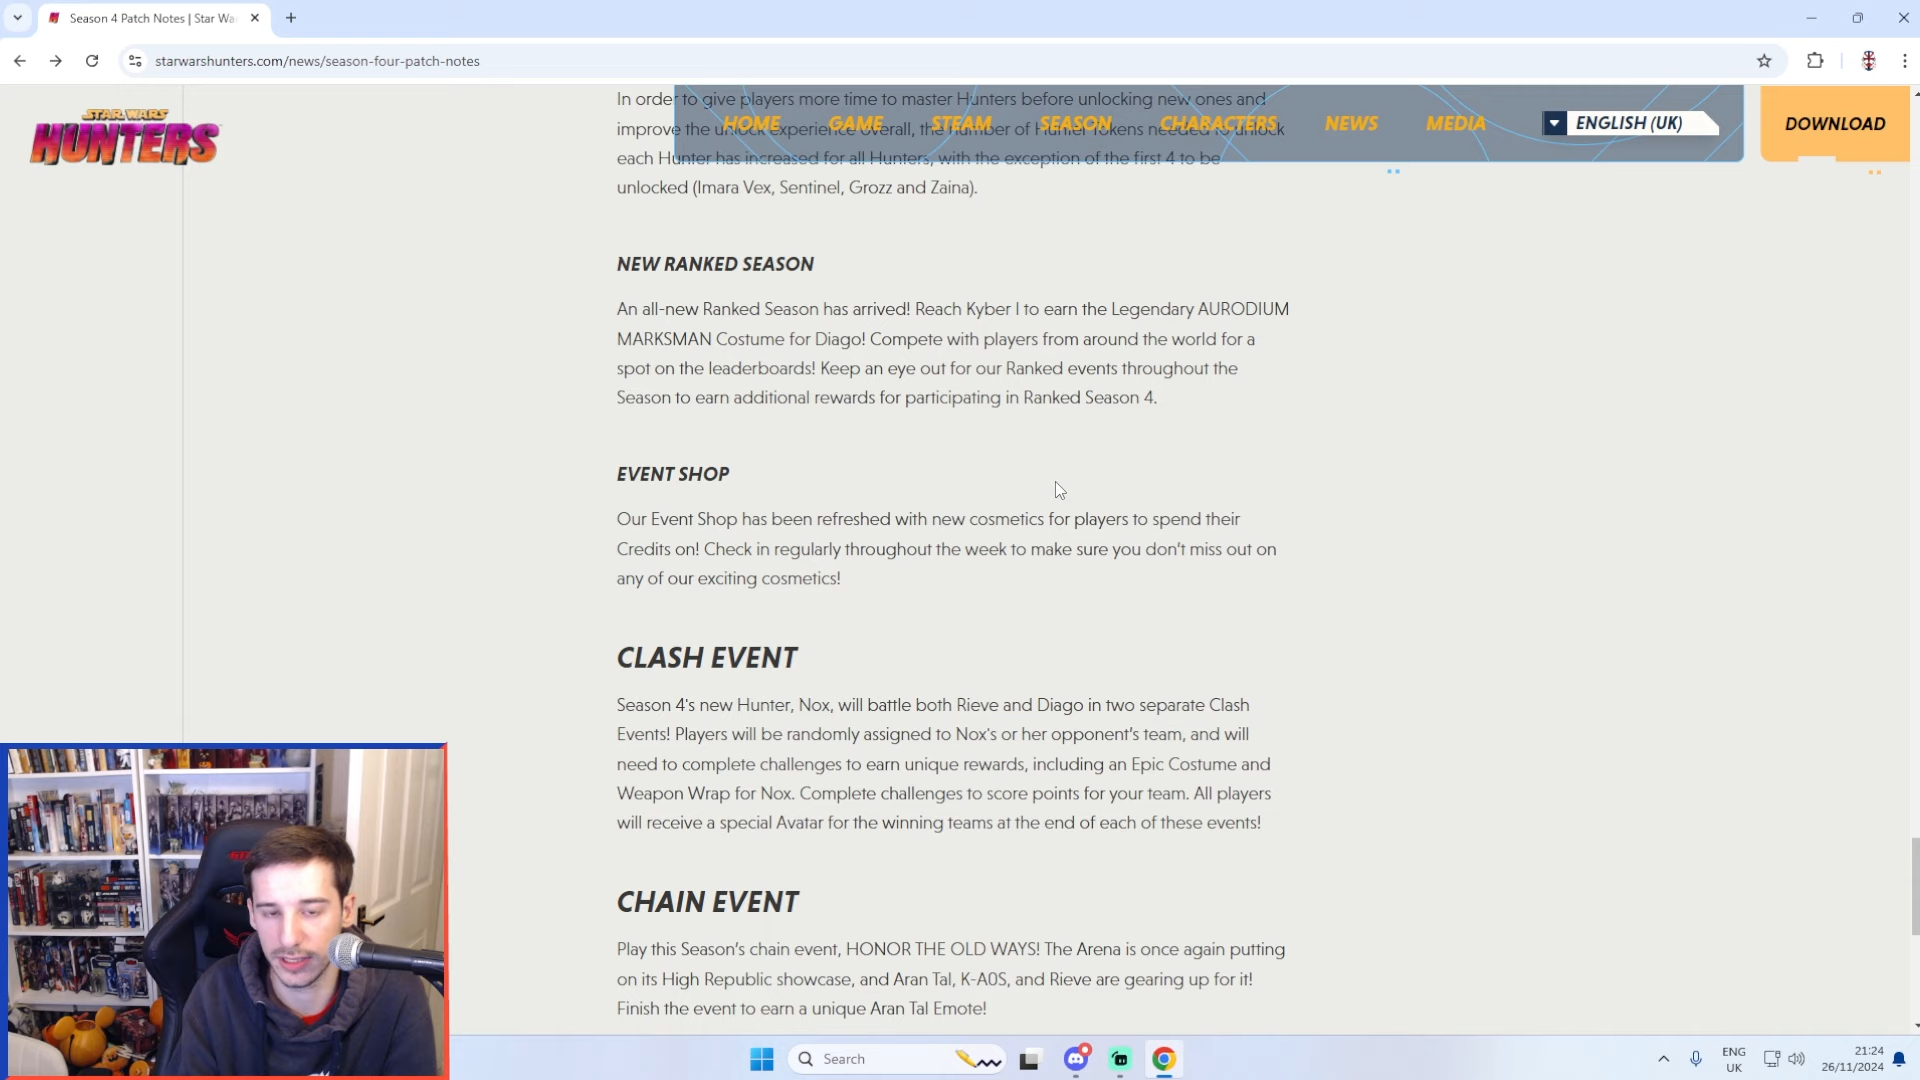 Season 4 Patch Notes | Star Wa
starwarshunters.com/news/season-four-patch-notes
STAR WARS
HUNTERS
HOME GAME STEAM SEASON CHARACTERS NEWS MEDIA ENGLISH (UK) DOWNLOAD
In order to give players more time to master Hunters before unlocking new ones and
improve the unlock experience overall, the number of Hunter Tokens needed to unlock
each Hunter has increased for all Hunters, with the exception of the first 4 to be
unlocked (Imara Vex, Sentinel, Grozz and Zaina).
NEW RANKED SEASON
An all-new Ranked Season has arrived! Reach Kyber I to earn the Legendary AURODIUM
MARKSMAN Costume for Diago! Compete with players from around the world for a
spot on the leaderboards! Keep an eye out for our Ranked events throughout the
Season to earn additional rewards for participating in Ranked Season 4.
EVENT SHOP
Our Event Shop has been refreshed with new cosmetics for players to spend their
Credits on! Check in regularly throughout the week to make sure you don't miss out on
any of our exciting cosmetics!
CLASH EVENT
Season 4's new Hunter, Nox, will battle both Rieve and Diago in two separate Clash
Events! Players will be randomly assigned to Nox's or her opponent's team, and will
need to complete challenges to earn unique rewards, including an Epic Costume and
Weapon Wrap for Nox. Complete challenges to score points for your team. All players
will receive a special Avatar for the winning teams at the end of each of these events!
CHAIN EVENT
Play this Season's chain event, HONOR THE OLD WAYS! The Arena is once again putting
on its High Republic showcase, and Aran Tal, K-A0S, and Rieve are gearing up for it!
Finish the event to earn a unique Aran Tal Emote!
Search
ENG
UK
21:24
26/11/2024